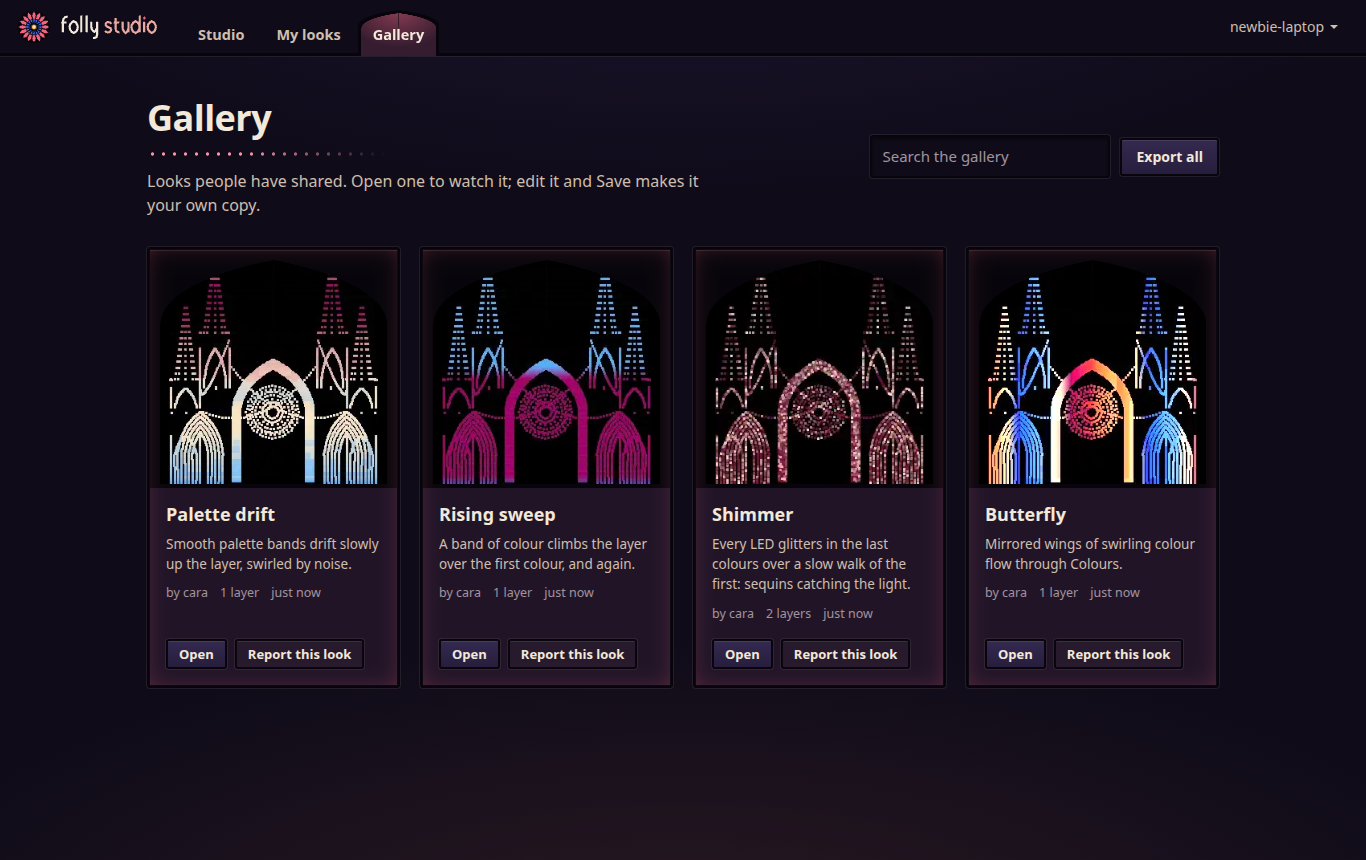 folly studio
Studio
My looks
Gallery
newbie-laptop
Gallery
Looks people have shared. Open one to watch it; edit it and Save makes it
your own copy.
Search the gallery
Export all
Palette drift
Smooth palette bands drift slowly
up the layer, swirled by noise.
by cara 1 layer just now
Open
Report this look
Rising sweep
A band of colour climbs the layer
over the first colour, and again.
by cara 1 layer just now
Open
Report this look
Shimmer
Every LED glitters in the last
colours over a slow walk of the
first: sequins catching the light.
by cara 2 layers just now
Open
Report this look
Butterfly
Mirrored wings of swirling colour
flow through Colours.
by cara 1 layer just now
Open
Report this look